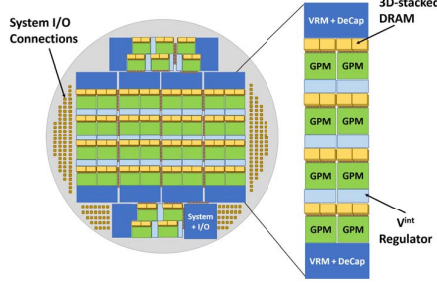 System I/O
Connections
System
+ I/O
3D-stacked
DRAM
VRM + DeCap
GPM GPM
GPM GPM
GPM GPM
GPM GPM
VRM + DeCap
Vint
Regulator